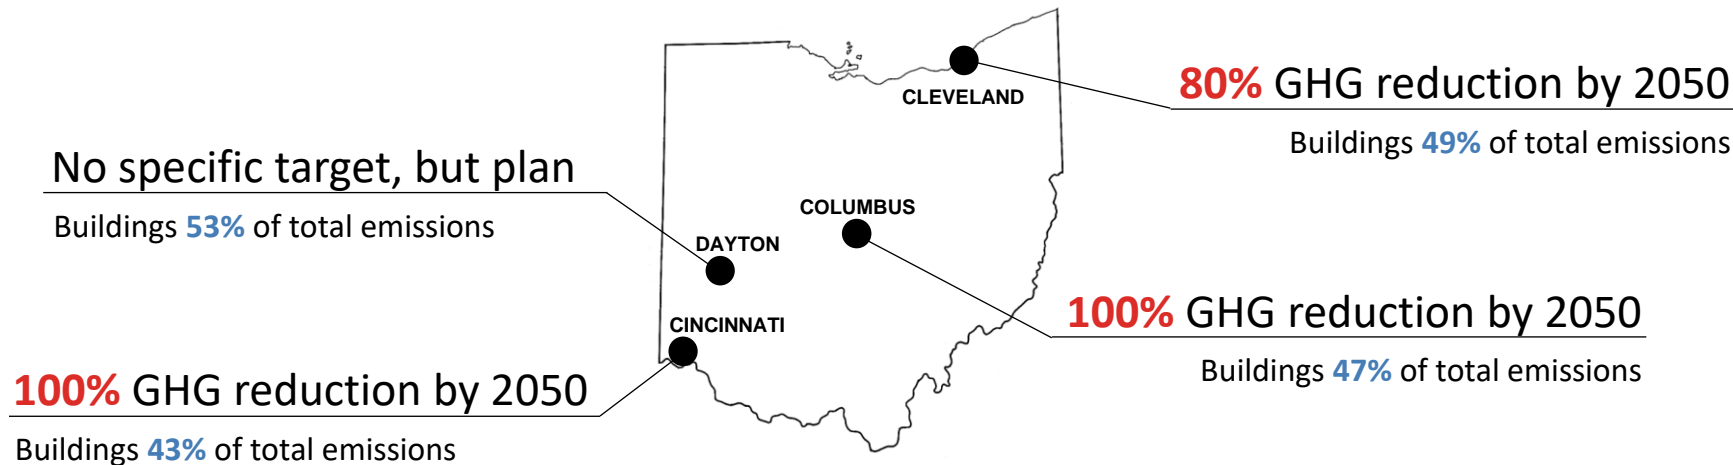 CLEVELAND
80% GHG reduction by 2050
Buildings 49% of total emissions
No specific target, but plan
Buildings 53% of total emissions
COLUMBUS
DAYTON
100% GHG reduction by 2050
Buildings 47% of total emissions
CINCINNATI
100% GHG reduction by 2050
Buildings 43% of total emissions